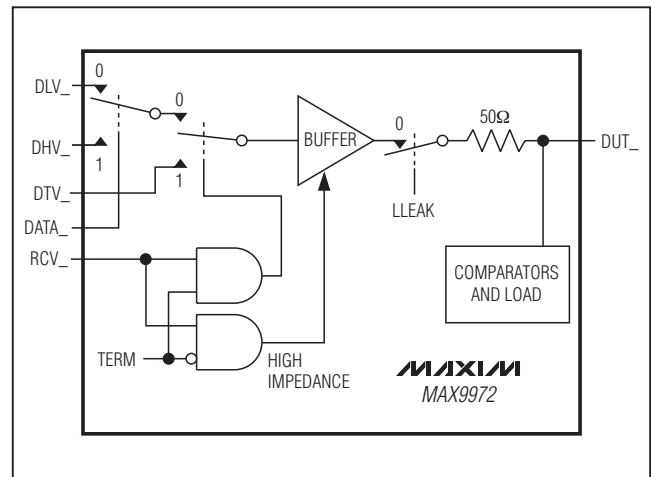 DLV_
0
0
DHV_
1
DTV_
1
DATA_
RCV_
TERM
BUFFER
0
LLEAK
50Ω
DUT_
COMPARATORS
AND LOAD
HIGH
IMPEDANCE
MAXIM
MAX9972